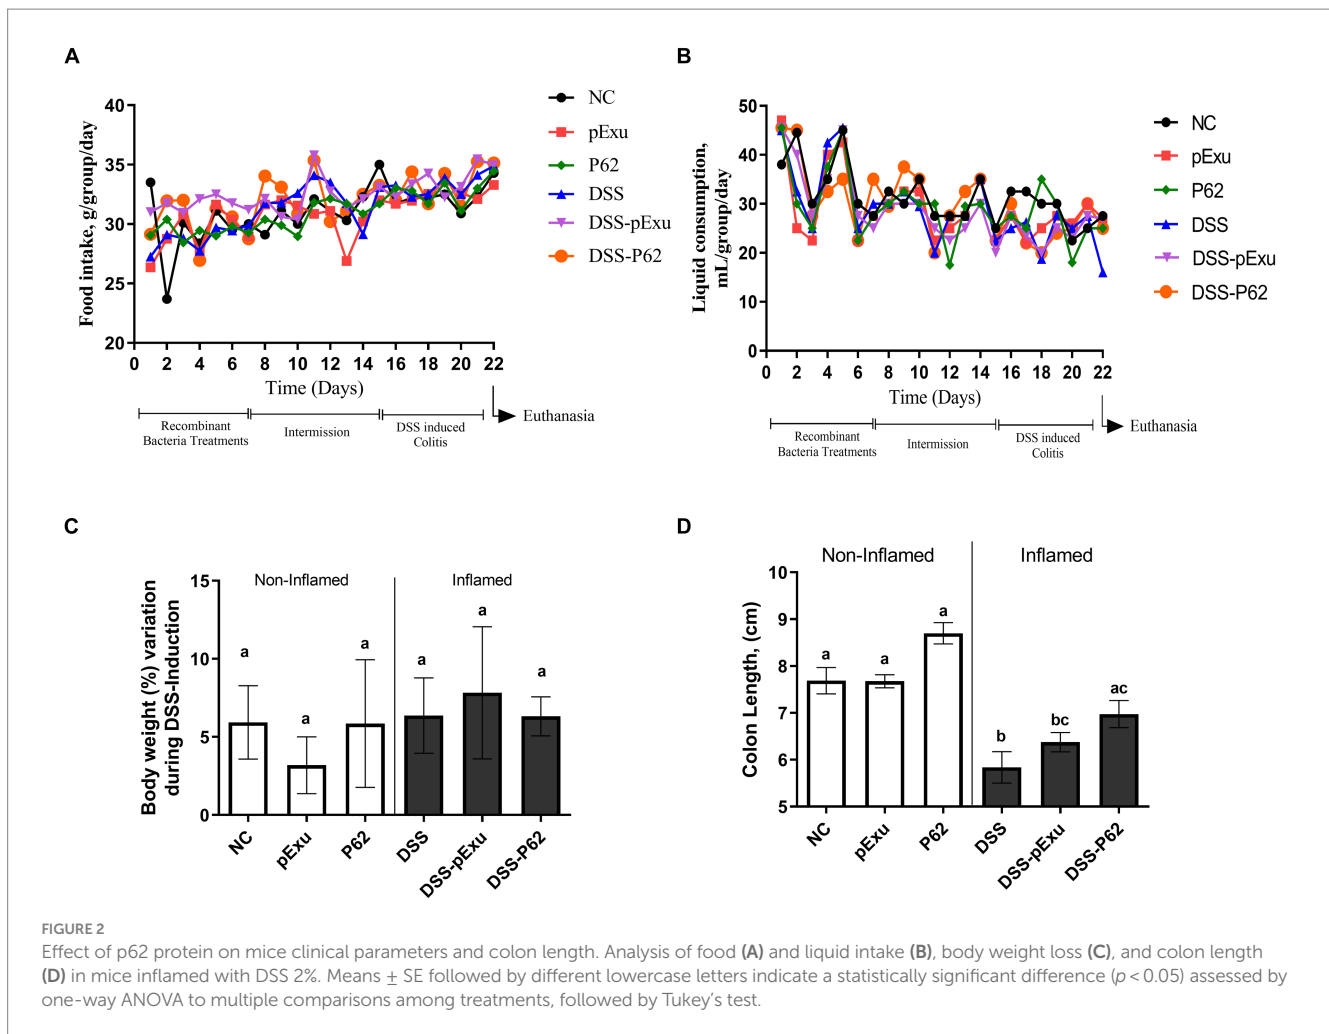 A
Food intake, g/group/day
40
35
30
25
20
0 2 4 6 8 10 12 14 16 18 20 22
Time (Days)
NC
pExu
P62
DSS
DSS-pExu
DSS-P62
Recombinant
Bacteria Treatments
Intermission
DSS induced
Colitis
Euthanasia
B
Liquid consumption,
mL/group/day
50
40
30
20
10
0
0 2 4 6 8 10 12 14 16 18 20 22
Time (Days)
NC
pExu
P62
DSS
DSS-pExu
DSS-P62
Recombinant
Bacteria Treatments
Intermission
DSS induced
Colitis
Euthanasia
C
Body weight (%) variation
during DSS-Induction
15
10
5
0
Non-Inflamed
Inflamed
a a a a a a
NC pExu P62 DSS DSS-pExu DSS-P62
D
Colon Length, (cm)
10
9
8
7
6
5
Non-Inflamed
Inflamed
a a a b bc ac
NC pExu P62 DSS DSS-pExu DSS-P62
FIGURE 2
Effect of p62 protein on mice clinical parameters and colon length. Analysis of food (A) and liquid intake (B), body weight loss (C), and colon length
(D) in mice inflamed with DSS 2%. Means ± SE followed by different lowercase letters indicate a statistically significant difference (p < 0.05) assessed by
one-way ANOVA to multiple comparisons among treatments, followed by Tukey's test.